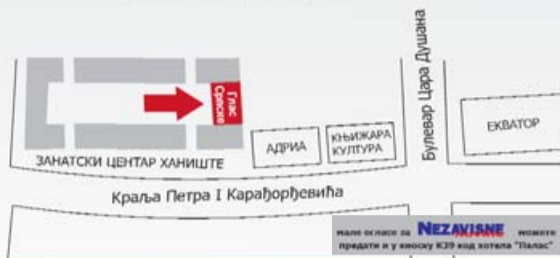 Глас
Српске
ЗАНАТСКИ ЦЕНТАР ХАНИШТЕ
АДРИА
КЊИЖАРА
КУЛТУРА
Булевар Цара Душана
ЕКВАТОР
Краља Петра I Карађорђевића
мале огласе за NEZAVISNE можете
предати и у киоску К39 код хотела "Палас"